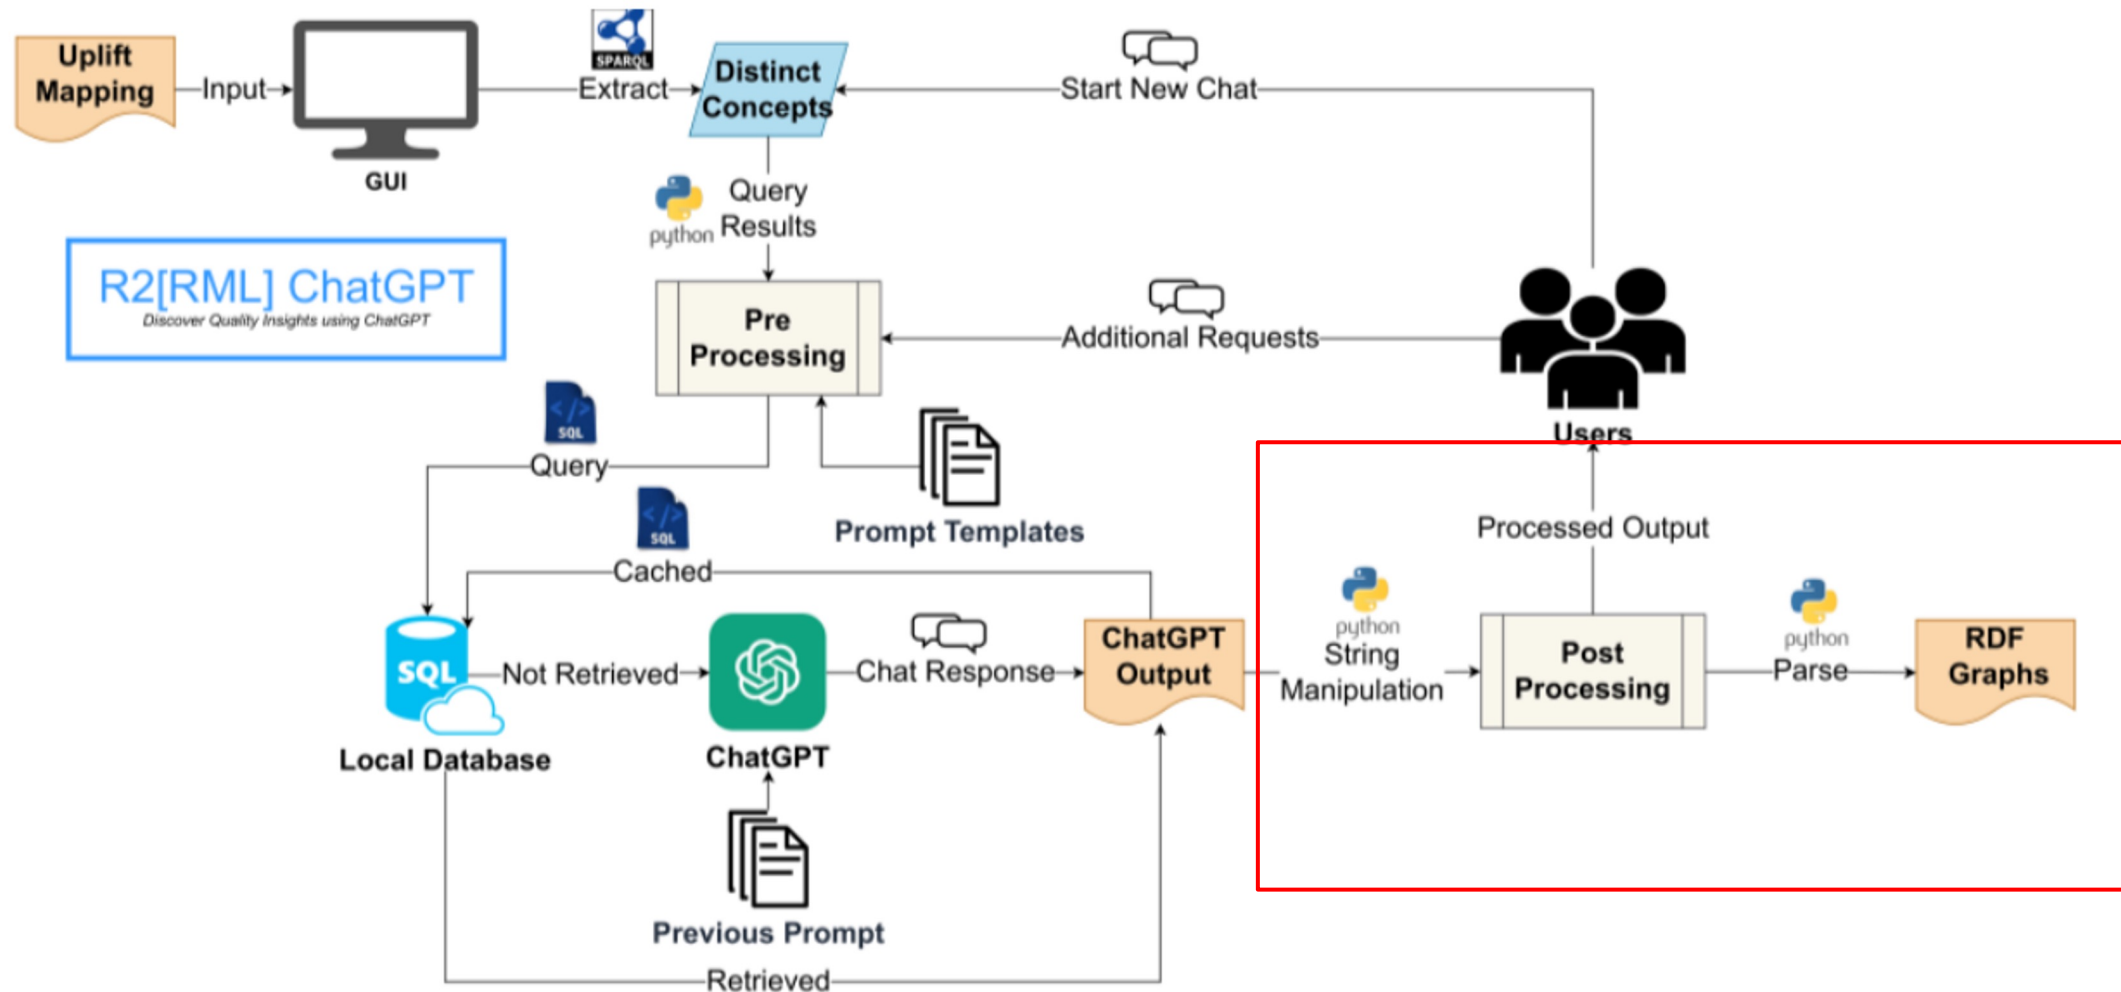 Uplift
Mapping
Input
GUI
SPARQL
Extract
Distinct
Concepts
Start New Chat
python
Query
Results
R2[RML] ChatGPT
Discover Quality Insights using ChatGPT
Pre
Processing
Additional Requests
Users
</>
SQL
Query
Prompt Templates
</>
SQL
Cached
Processed Output
SQL
Local Database
Not Retrieved
ChatGPT
Chat Response
ChatGPT
Output
python
String
Manipulation
Post
Processing
python
Parse
RDF
Graphs
Previous Prompt
Retrieved